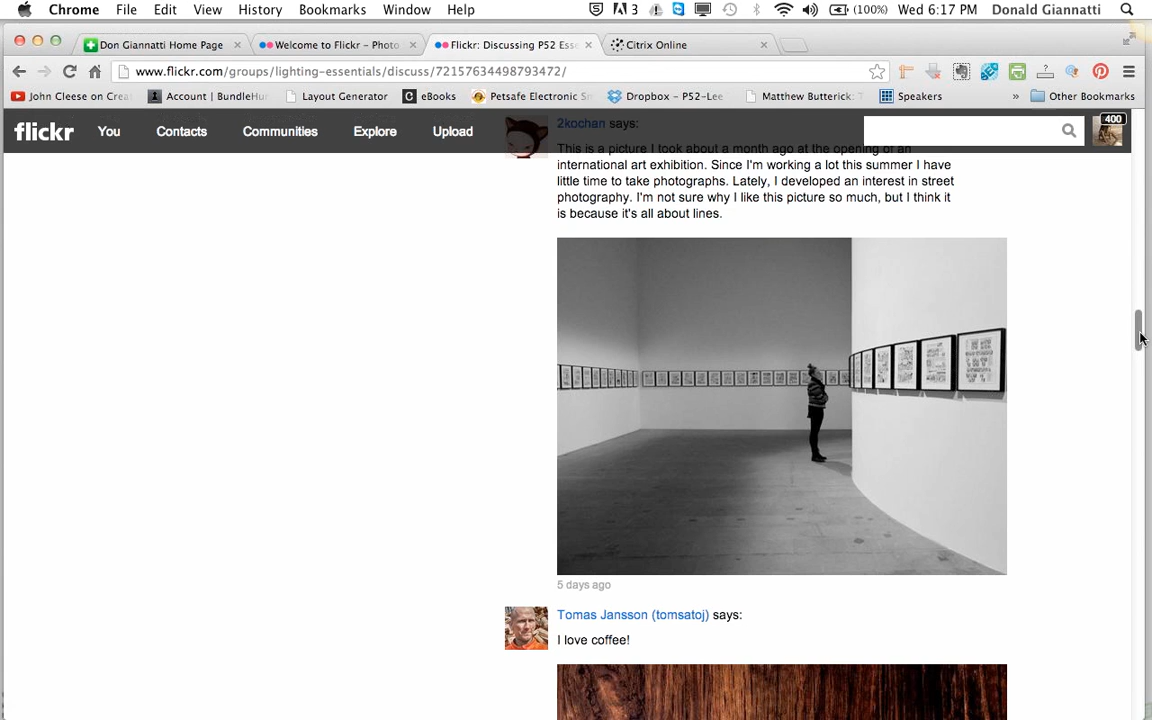 Chrome File Edit View History Bookmarks Window Help 3 (100%) Wed 6:17 PM Donald Giannatti
Don Giannatti Home Page × Welcome to Flickr – Photo × Flickr: Discussing P52 Esse × Citrix Online ×
www.flickr.com/groups/lighting-essentials/discuss/72157634498793472/
John Cleese on Crea Account | BundleHu Layout Generator eBooks Petsafe Electronic Sm Dropbox – P52-Lee Matthew Butterick: T Speakers » Other Bookmarks
flickr You Contacts Communities Explore Upload 400
2kochan says:
This is a picture I took about a month ago at the opening of an
international art exhibition. Since I'm working a lot this summer I have
little time to take photographs. Lately, I developed an interest in street
photography. I'm not sure why I like this picture so much, but I think it
is because it's all about lines.
5 days ago
Tomas Jansson (tomsatoj) says:
I love coffee!